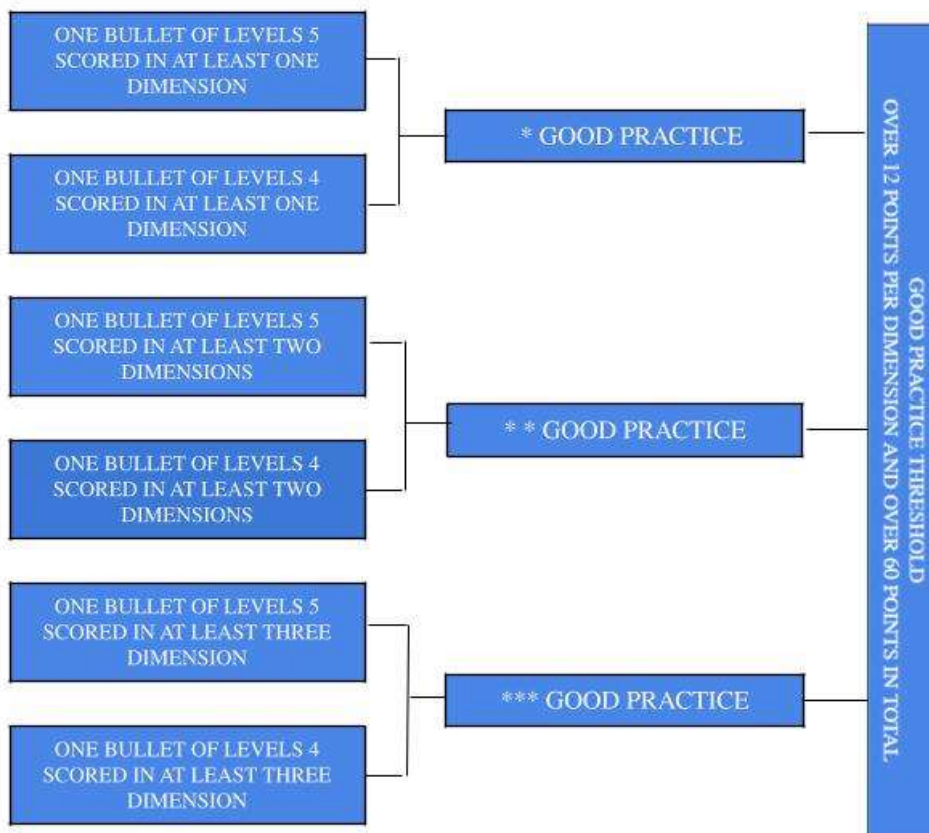 ONE BULLET OF LEVELS 5
SCORED IN AT LEAST ONE
DIMENSION
ONE BULLET OF LEVELS 4
SCORED IN AT LEAST ONE
DIMENSION
* GOOD PRACTICE
ONE BULLET OF LEVELS 5
SCORED IN AT LEAST TWO
DIMENSIONS
ONE BULLET OF LEVELS 4
SCORED IN AT LEAST TWO
DIMENSIONS
* * GOOD PRACTICE
ONE BULLET OF LEVELS 5
SCORED IN AT LEAST THREE
DIMENSION
ONE BULLET OF LEVELS 4
SCORED IN AT LEAST THREE
DIMENSION
*** GOOD PRACTICE
GOOD PRACTICE THRESHOLD
OVER 12 POINTS PER DIMENSION AND OVER 60 POINTS IN TOTAL